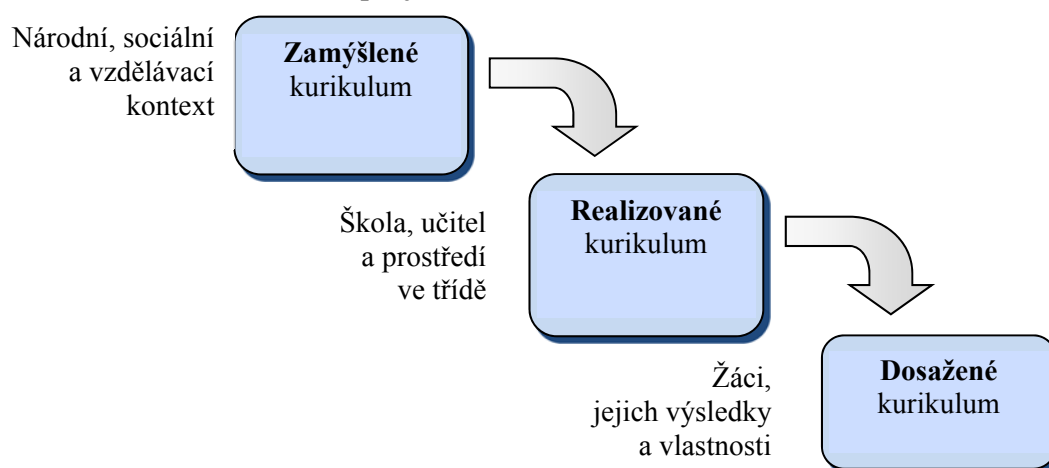 Národní, sociální
a vzdělávací
kontext
Zamýšlené
kurikulum
Škola, učitel
a prostředí
ve třídě
Realizované
kurikulum
Žáci,
jejich výsledky
a vlastnosti
Dosažené
kurikulum